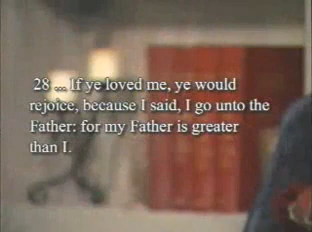 28 ... If ye loved me, ye would
rejoice, because I said, I go unto the
Father: for my Father is greater
than I.